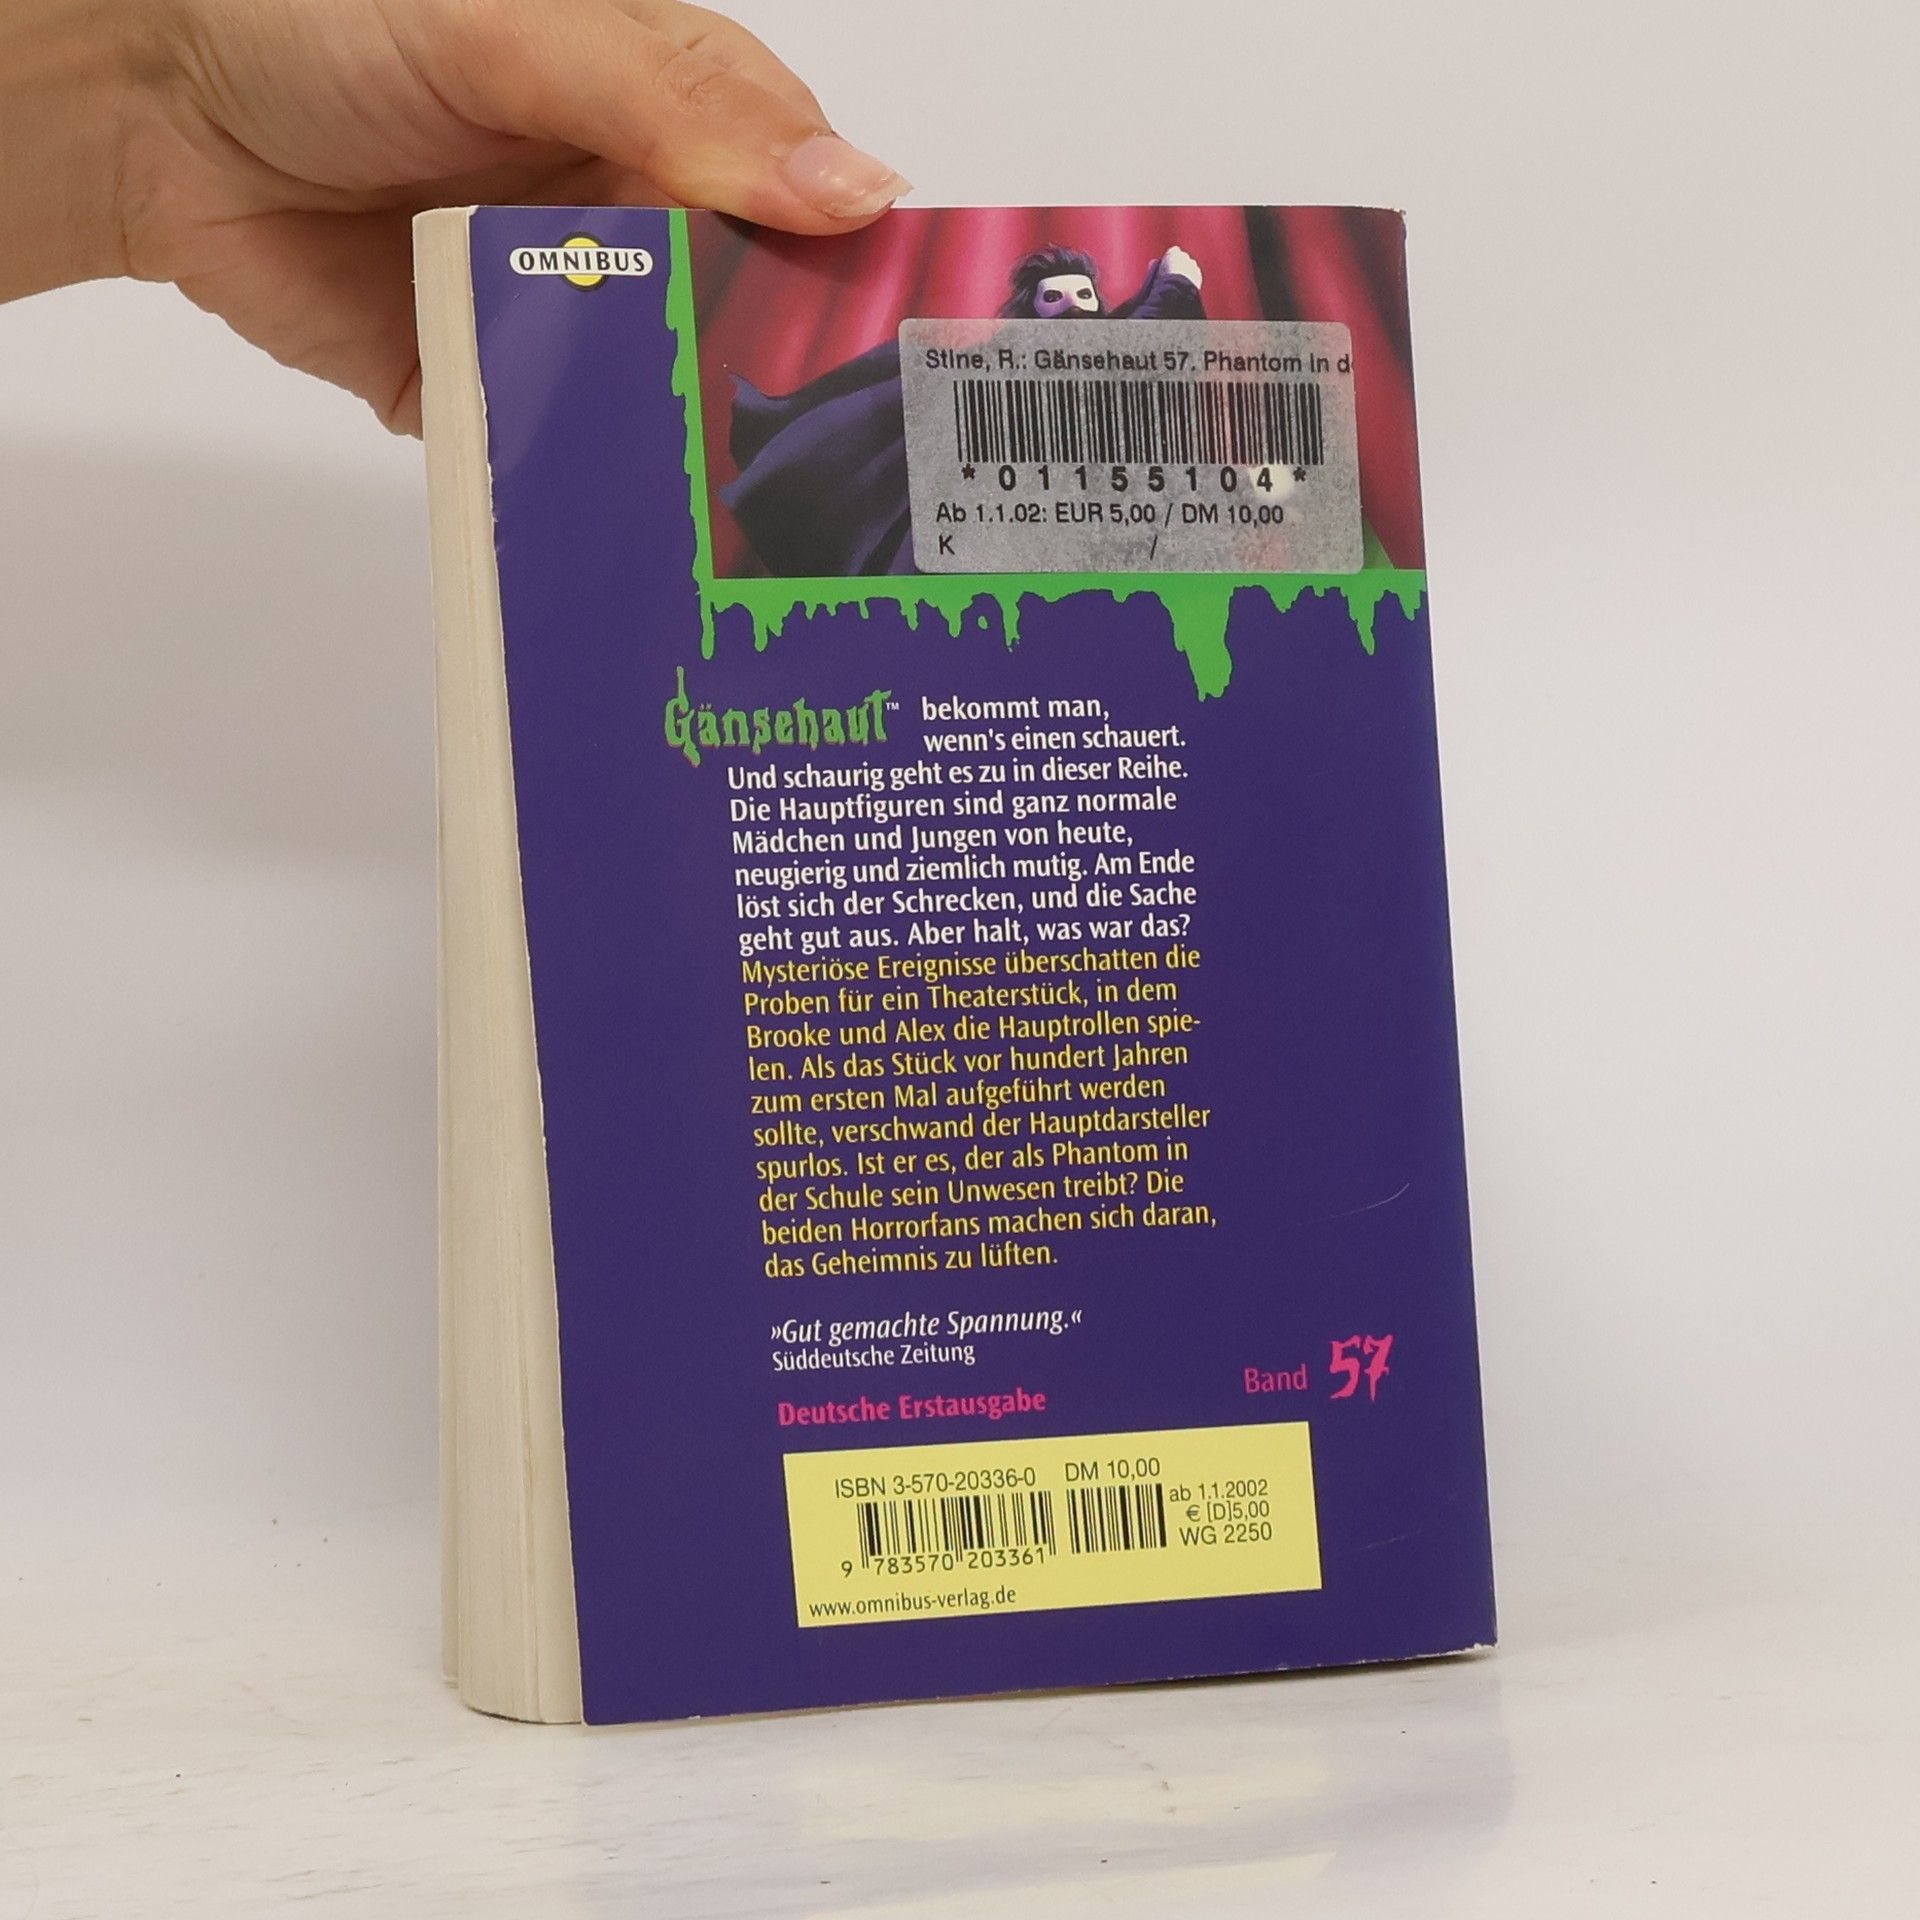 OMNIBUS
Stine, R.: Gänsehaut 57. Phantom in d
*01155104*
Ab 1.1.02: EUR 5,00 / DM 10,00
K /
Gänsehaut™ bekommt man,
wenn's einen schauert.
Und schaurig geht es zu in dieser Reihe.
Die Hauptfiguren sind ganz normale
Mädchen und Jungen von heute,
neugierig und ziemlich mutig. Am Ende
löst sich der Schrecken, und die Sache
geht gut aus. Aber halt, was war das?
Mysteriöse Ereignisse überschatten die
Proben für ein Theaterstück, in dem
Brooke und Alex die Hauptrollen spie-
len. Als das Stück vor hundert Jahren
zum ersten Mal aufgeführt werden
sollte, verschwand der Hauptdarsteller
spurlos. Ist er es, der als Phantom in
der Schule sein Unwesen treibt? Die
beiden Horrorfans machen sich daran,
das Geheimnis zu lüften.
»Gut gemachte Spannung.«
Süddeutsche Zeitung
Deutsche Erstausgabe
Band 57
ISBN 3-570-20336-0 DM 10,00
ab 1.1.2002
€ [D]5,00
WG 2250
9 783570 203361
www.omnibus-verlag.de